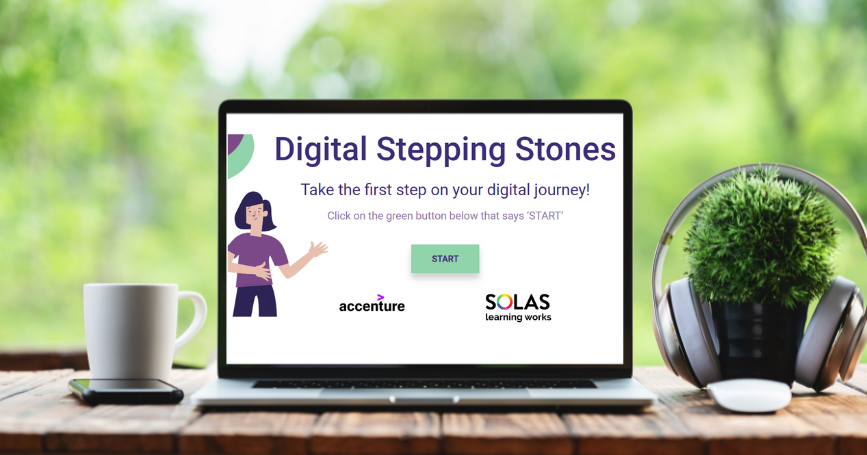 Digital Stepping Stones
Take the first step on your digital journey!
Click on the green button below that says ‘START’
START
accenture
SOLAS
learning works